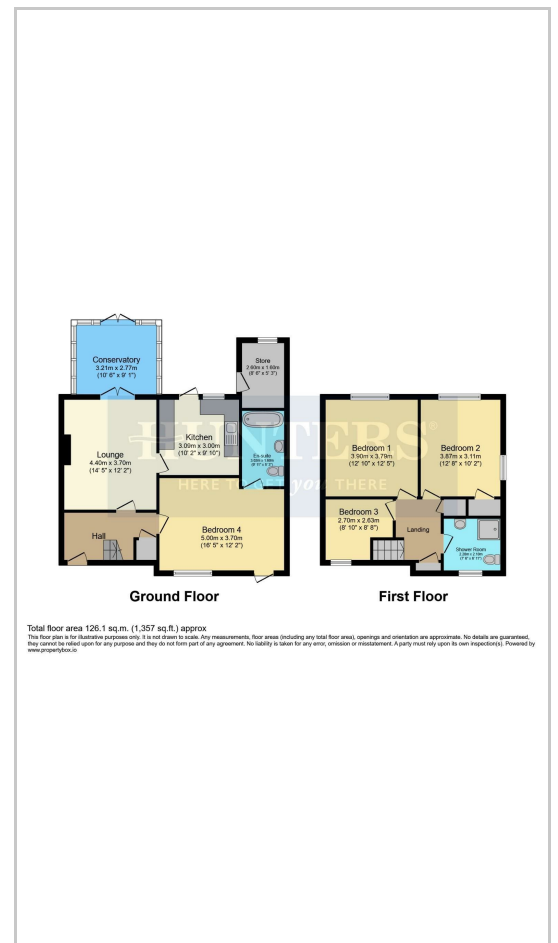 Conservatory
3.21m x 2.77m
(10' 6" x 9' 1")
Store
2.60m x 1.60m
(8' 6" x 5' 3")
Kitchen
3.09m x 3.00m
(10' 2" x 9' 10")
Lounge
4.40m x 3.70m
(14' 5" x 12' 2")
En-suite
Hall
Bedroom 4
5.00m x 3.70m
(16' 5" x 12' 2")
Ground Floor
HUNTERS®
HERE TO GET you THERE
Bedroom 1
3.90m x 3.79m
(12' 10" x 12' 5")
Bedroom 2
3.87m x 3.11m
(12' 8" x 10' 2")
Bedroom 3
2.70m x 2.63m
(8' 10" x 8' 8")
Landing
Shower Room
First Floor
Total floor area 126.1 sq.m. (1,357 sq.ft.) approx
This floor plan is for illustrative purposes only. It is not drawn to scale. Any measurements, floor areas (including any total floor area), openings and orientation are approximate. No details are guaranteed,
they cannot be relied upon for any purpose and they do not form part of any agreement. No liability is taken for any error, omission or misstatement. A party must rely upon its own inspection(s). Powered by
www.propertybox.io